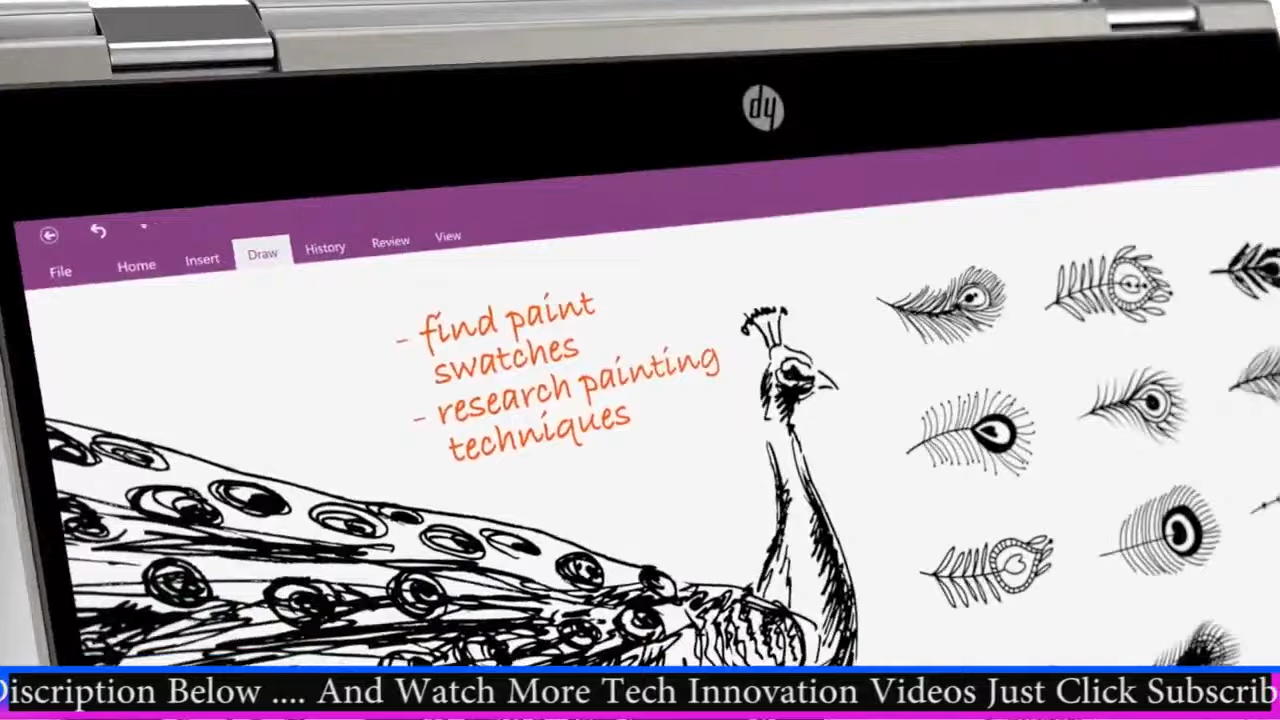 hp
File Home Insert Draw History Review View
- find paint
swatches
- research painting
techniques
Discription Below .... And Watch More Tech Innovation Videos Just Click Subscrib